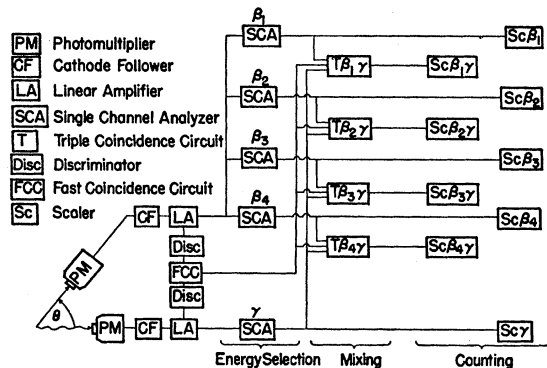 PM Photomultiplier
CF Cathode Follower
LA Linear Amplifier
SCA Single Channel Analyzer
T Triple Coincidence Circuit
Disc Discriminator
FCC Fast Coincidence Circuit
Sc Scaler
β1
SCA
Scβ1
Tβ1γ
Scβ1γ
β2
SCA
Scβ2
Tβ2γ
Scβ2γ
β3
SCA
Scβ3
Tβ3γ
Scβ3γ
β4
CF
LA
SCA
Scβ4
Tβ4γ
Scβ4γ
Disc
FCC
Disc
PM
θ
γ
PM
CF
LA
SCA
Scγ
Energy Selection
Mixing
Counting